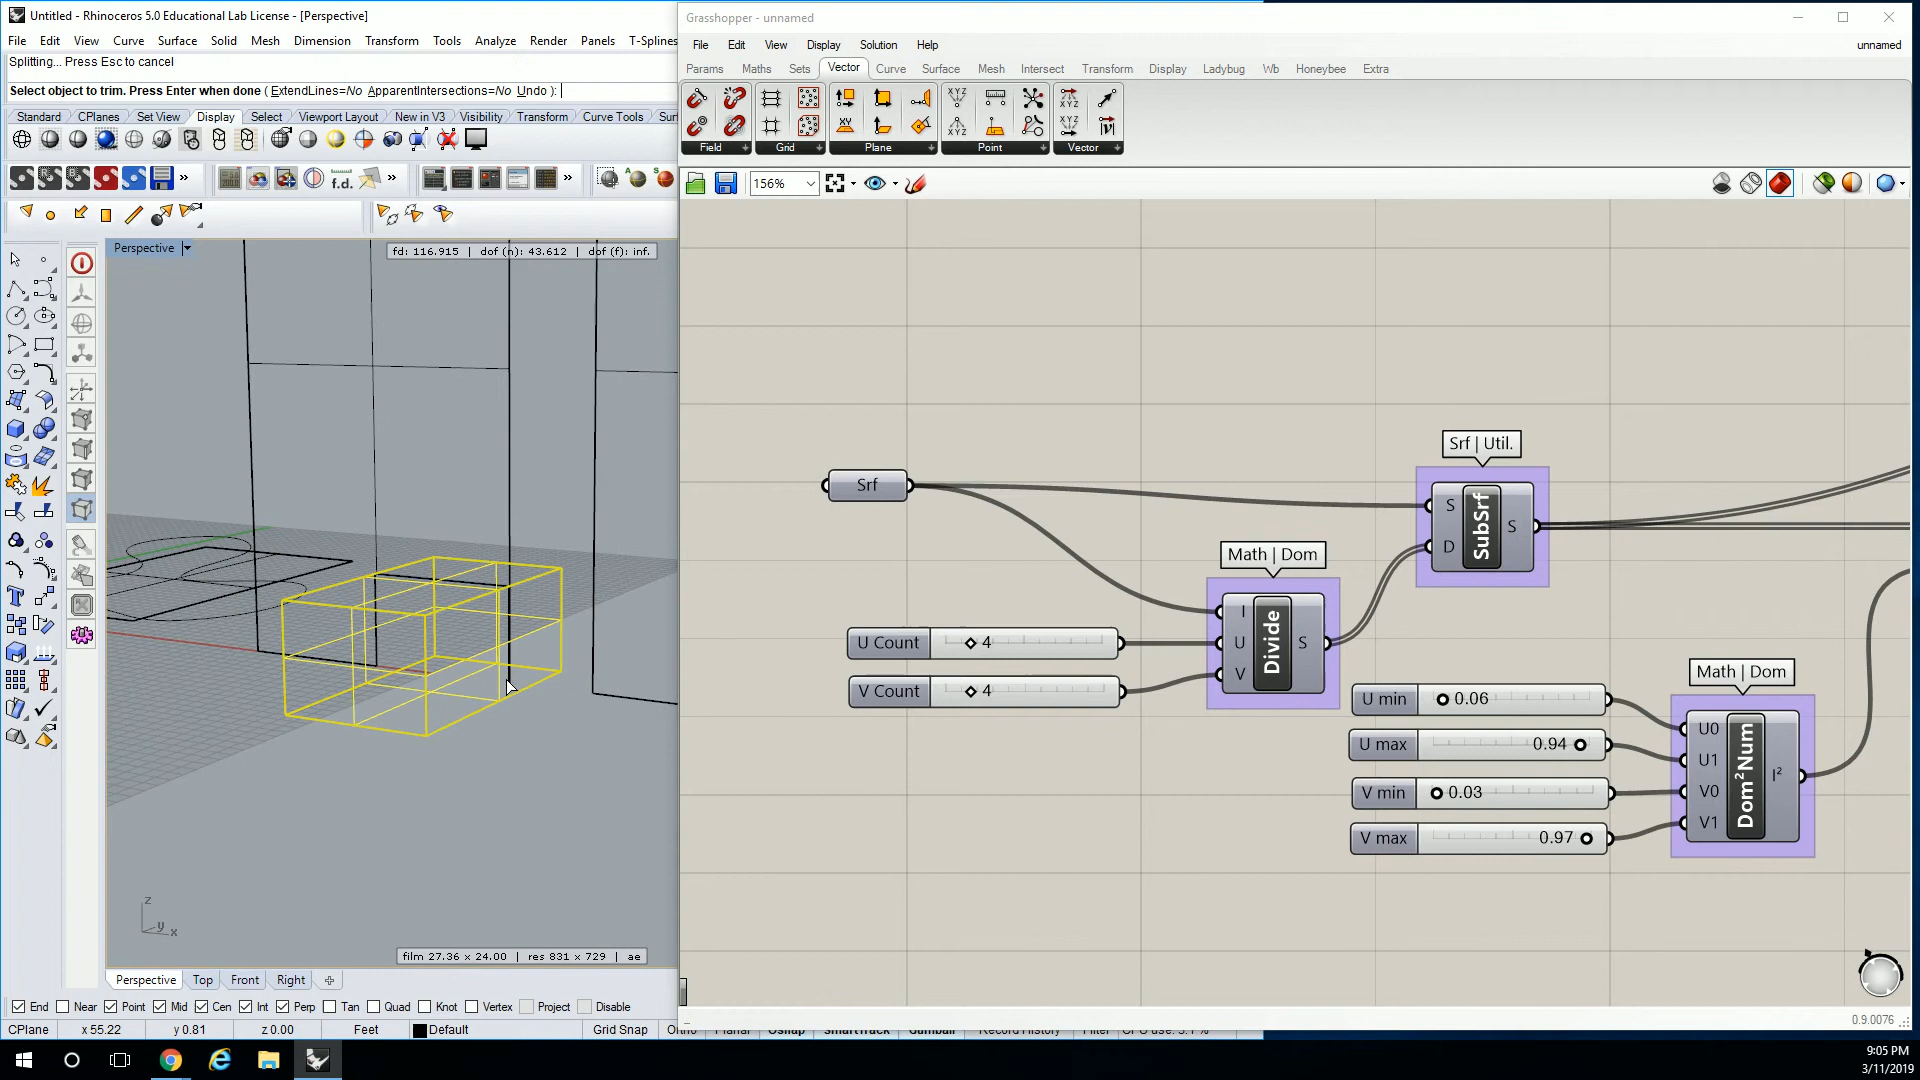 Untitled - Rhinoceros 5.0 Educational Lab License - [Perspective]
File Edit View Curve Surface Solid Mesh Dimension Transform Tools Analyze Render Panels T-Splines
Splitting... Press Esc to cancel
Select object to trim. Press Enter when done ( ExtendLines=No ApparentIntersections=No Undo ):
Standard CPlanes Set View Display Select Viewport Layout New in V3 Visibility Transform Curve Tools
f.d.
Perspective
fd: 116.915 | dof (n): 43.612 | dof (f): inf.
z
y
x
film 27.36 x 24.00 | res 831 x 729 | ae
Perspective Top Front Right
End Near Point Mid Cen Int Perp Tan Quad Knot Vertex Project Disable
CPlane x 55.22 y 0.81 z 0.00 Feet Default Grid Snap
Grasshopper - unnamed
File Edit View Display Solution Help
unnamed
Params Maths Sets Vector Curve Surface Mesh Intersect Transform Display Ladybug Wb Honeybee Extra
Field Grid Plane Point Vector
156%
Srf
Srf | Util.
S
D
SubSrf
S
Math | Dom
I
U
V
Divide
S
U Count 4
V Count 4
Math | Dom
U min 0.06
U max 0.94
V min 0.03
V max 0.97
U0
U1
V0
V1
Dom²Num
I²
0.9.0076
9:05 PM
3/11/2019